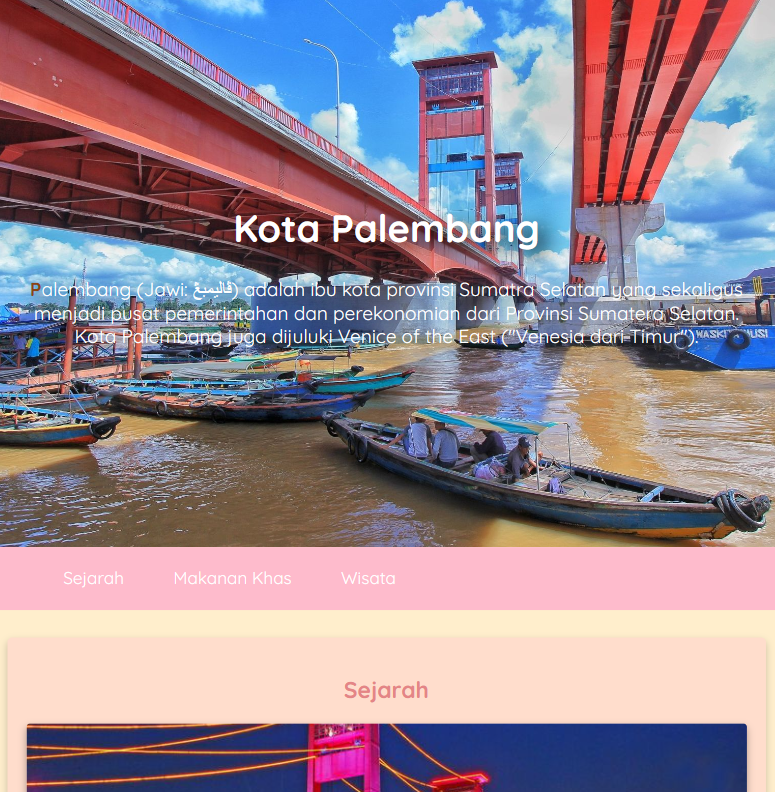 Kota Palembang
Palembang (Jawi: ڤاليمبڠ) adalah ibu kota provinsi Sumatra Selatan yang sekaligus
menjadi pusat pemerintahan dan perekonomian dari Provinsi Sumatera Selatan.
Kota Palembang juga dijuluki Venice of the East ("Venesia dari Timur").
Sejarah
Makanan Khas
Wisata
Sejarah